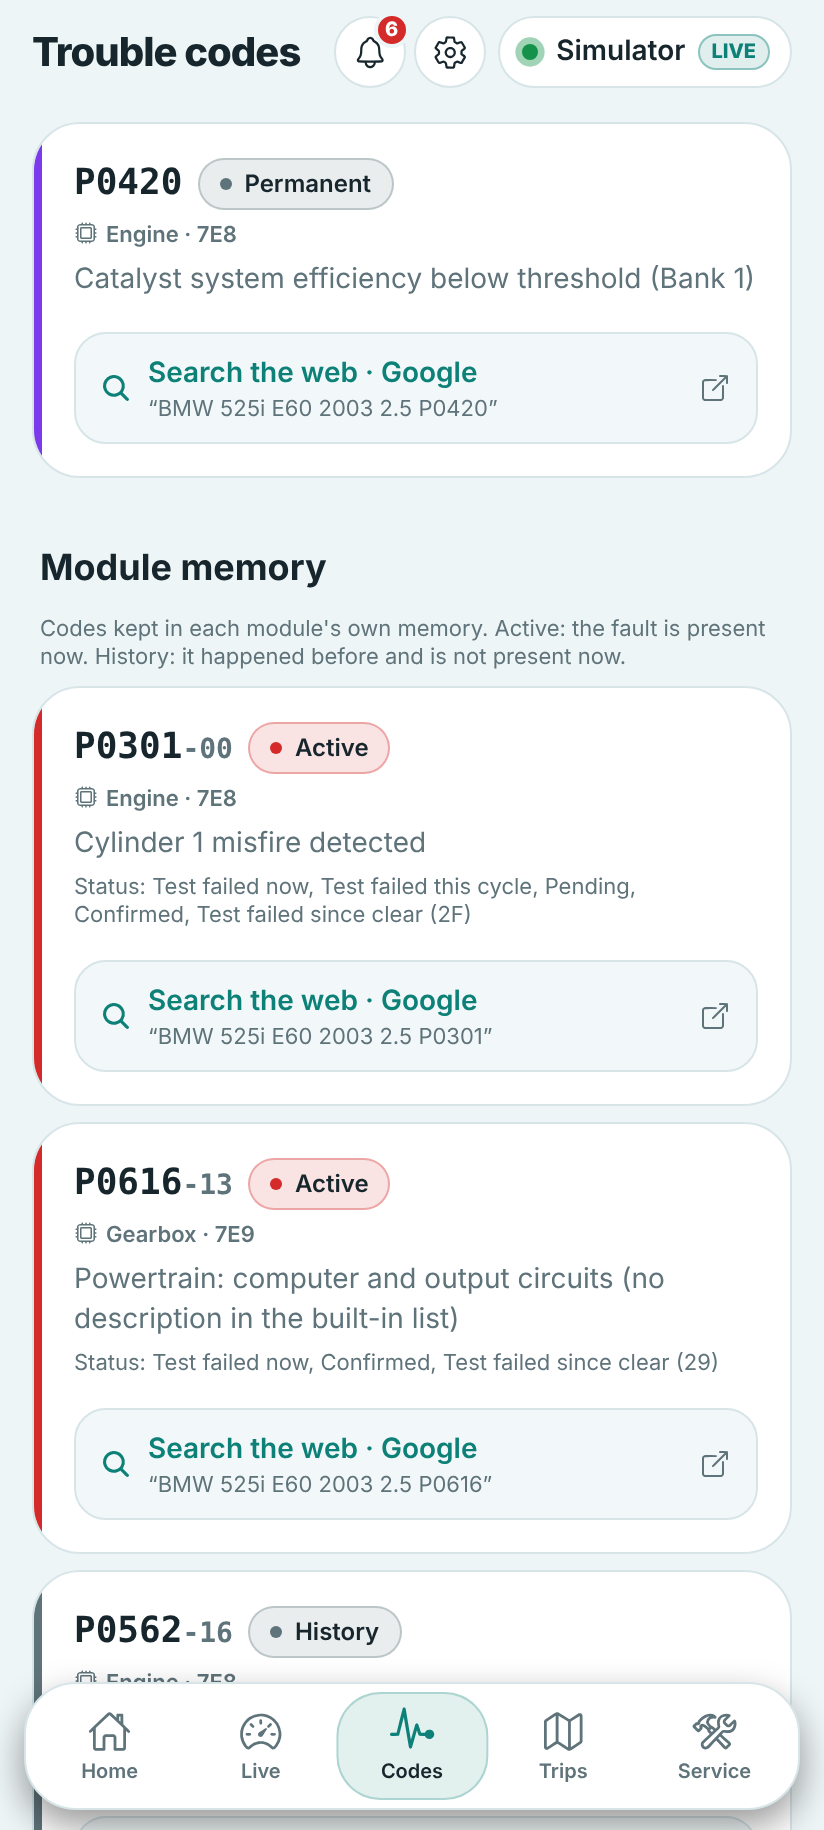 Trouble codes
6
Simulator LIVE
P0420 Permanent
Engine · 7E8
Catalyst system efficiency below threshold (Bank 1)
Search the web · Google
“BMW 525i E60 2003 2.5 P0420”
Module memory
Codes kept in each module's own memory. Active: the fault is present
now. History: it happened before and is not present now.
P0301-00 Active
Engine · 7E8
Cylinder 1 misfire detected
Status: Test failed now, Test failed this cycle, Pending,
Confirmed, Test failed since clear (2F)
Search the web · Google
“BMW 525i E60 2003 2.5 P0301”
P0616-13 Active
Gearbox · 7E9
Powertrain: computer and output circuits (no
description in the built-in list)
Status: Test failed now, Confirmed, Test failed since clear (29)
Search the web · Google
“BMW 525i E60 2003 2.5 P0616”
P0562-16 History
Engine · 7E8
Home Live Codes Trips Service